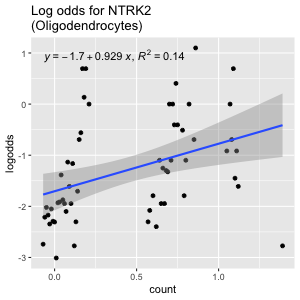 Log odds for NTRK2
(Oligodendrocytes)
y = − 1.7 + 0.929 x, R² = 0.14
logodds
1
0
-1
-2
-3
0.0 0.5 1.0
count